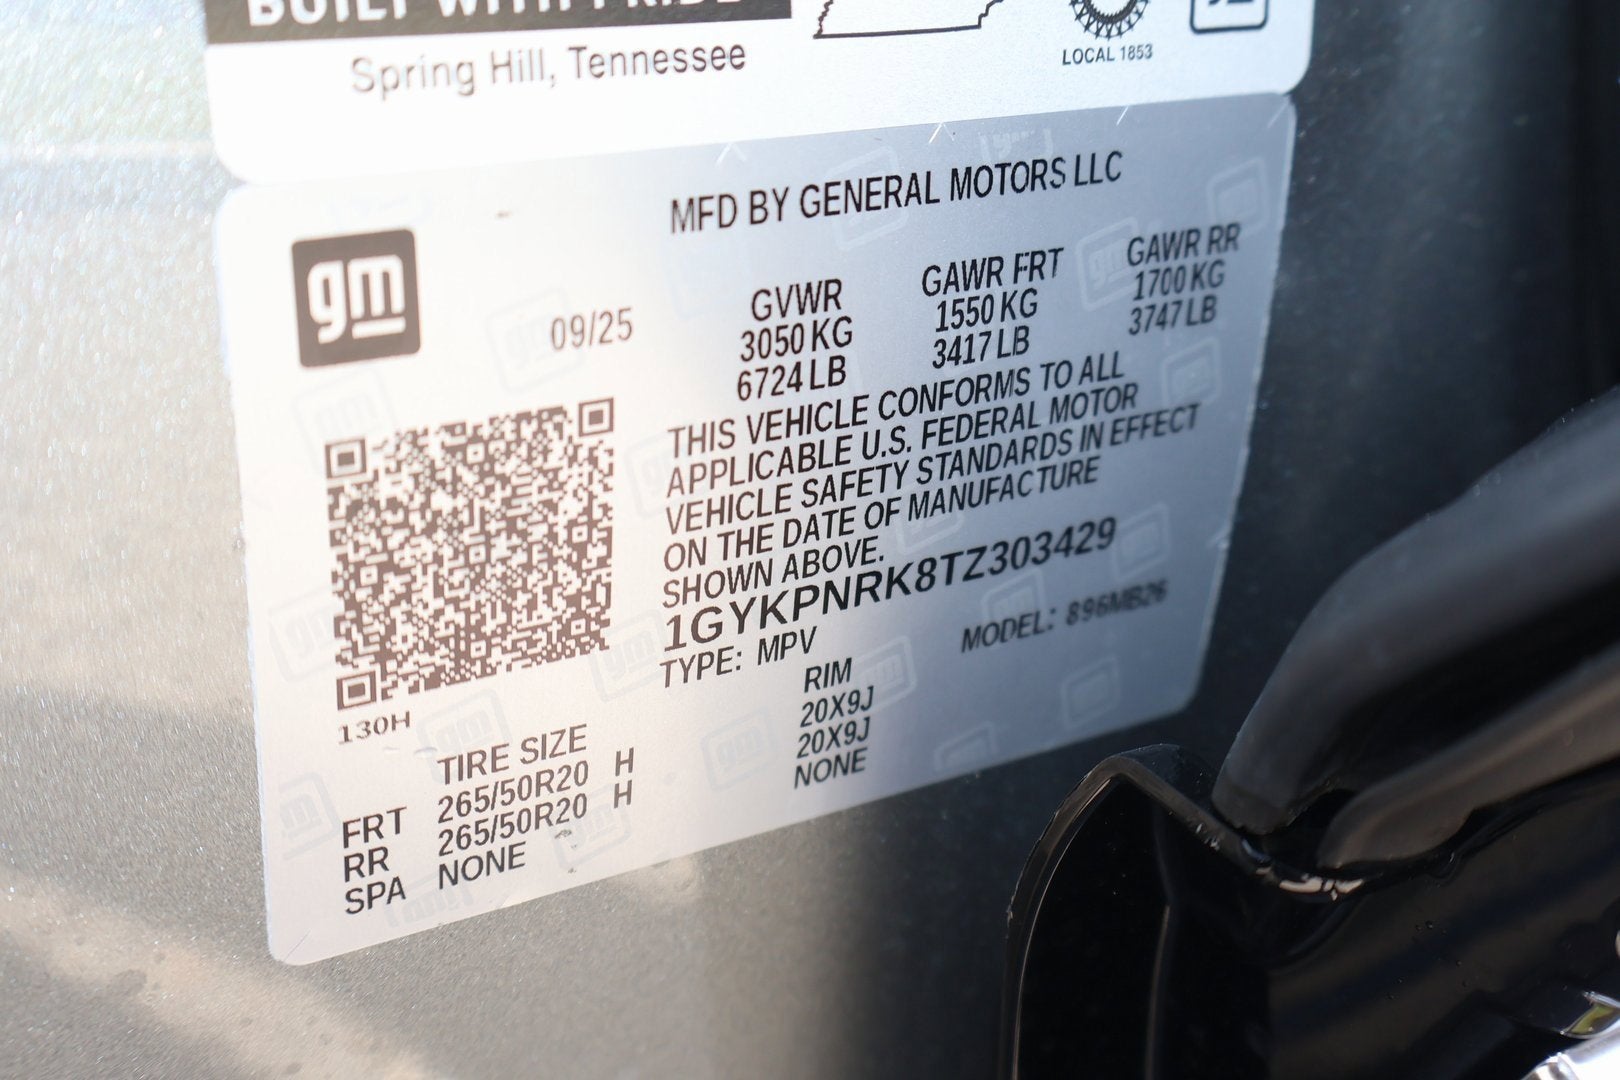 BUILT WITH PRIDE
Spring Hill, Tennessee
LOCAL 1853
MFD BY GENERAL MOTORS LLC
gm
09/25
GVWR
3050 KG
6724 LB
GAWR FRT
1550 KG
3417 LB
GAWR RR
1700 KG
3747 LB
THIS VEHICLE CONFORMS TO ALL
APPLICABLE U.S. FEDERAL MOTOR
VEHICLE SAFETY STANDARDS IN EFFECT
ON THE DATE OF MANUFACTURE
SHOWN ABOVE.
1GYKPNRK8TZ303429
TYPE: MPV
MODEL: 896MB26
130H
TIRE SIZE RIM
FRT 265/50R20 H 20X9J
RR 265/50R20 H 20X9J
SPA NONE NONE